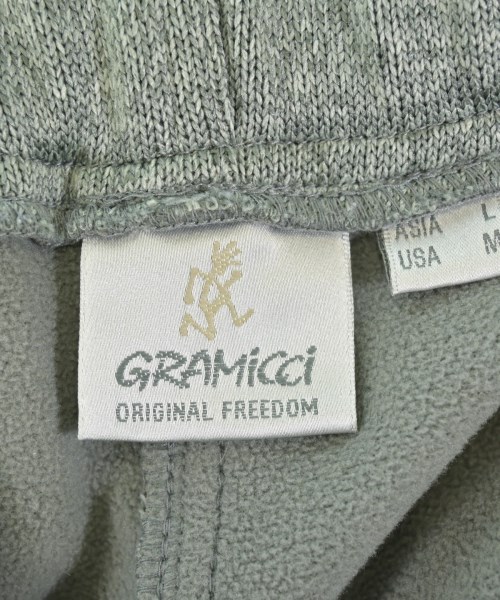 GRAMiCCi
ORIGINAL FREEDOM
ASIA L
USA M